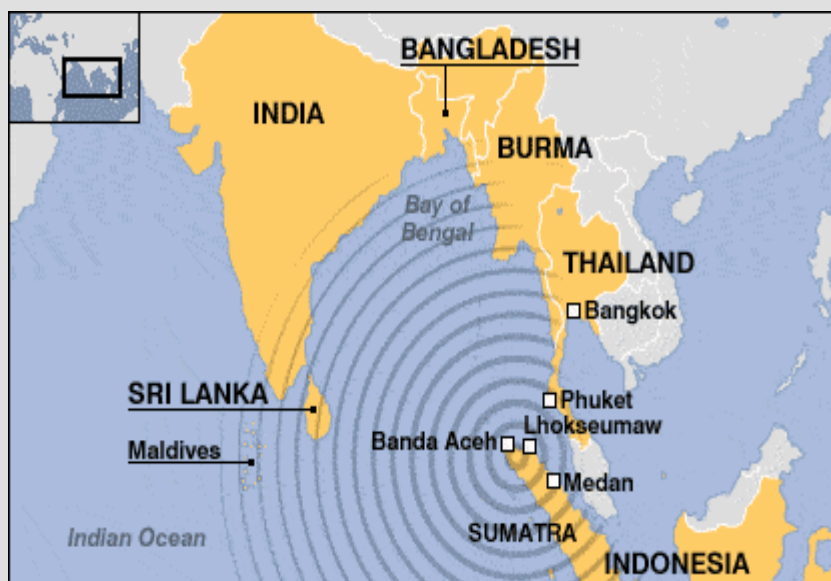 BANGLADESH
INDIA
BURMA
Bay of
Bengal
THAILAND
Bangkok
SRI LANKA
Phuket
Lhokseumaw
Banda Aceh
Maldives
Medan
SUMATRA
Indian Ocean
INDONESIA